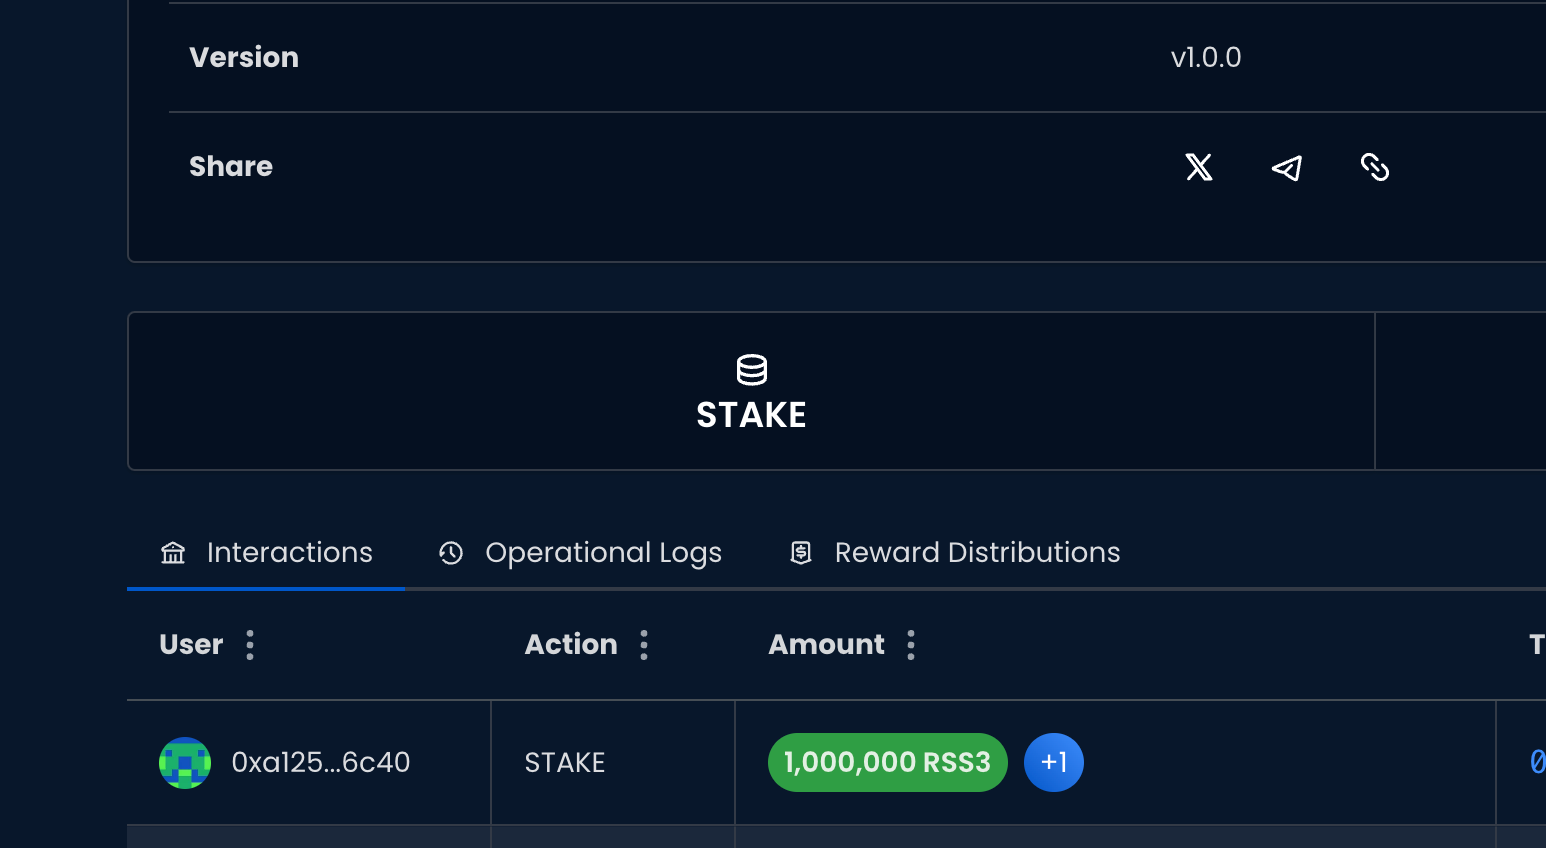 Version v1.0.0
Share
STAKE
Interactions Operational Logs Reward Distributions
User Action Amount T
0xa125...6c40 STAKE 1,000,000 RSS3 +1 0